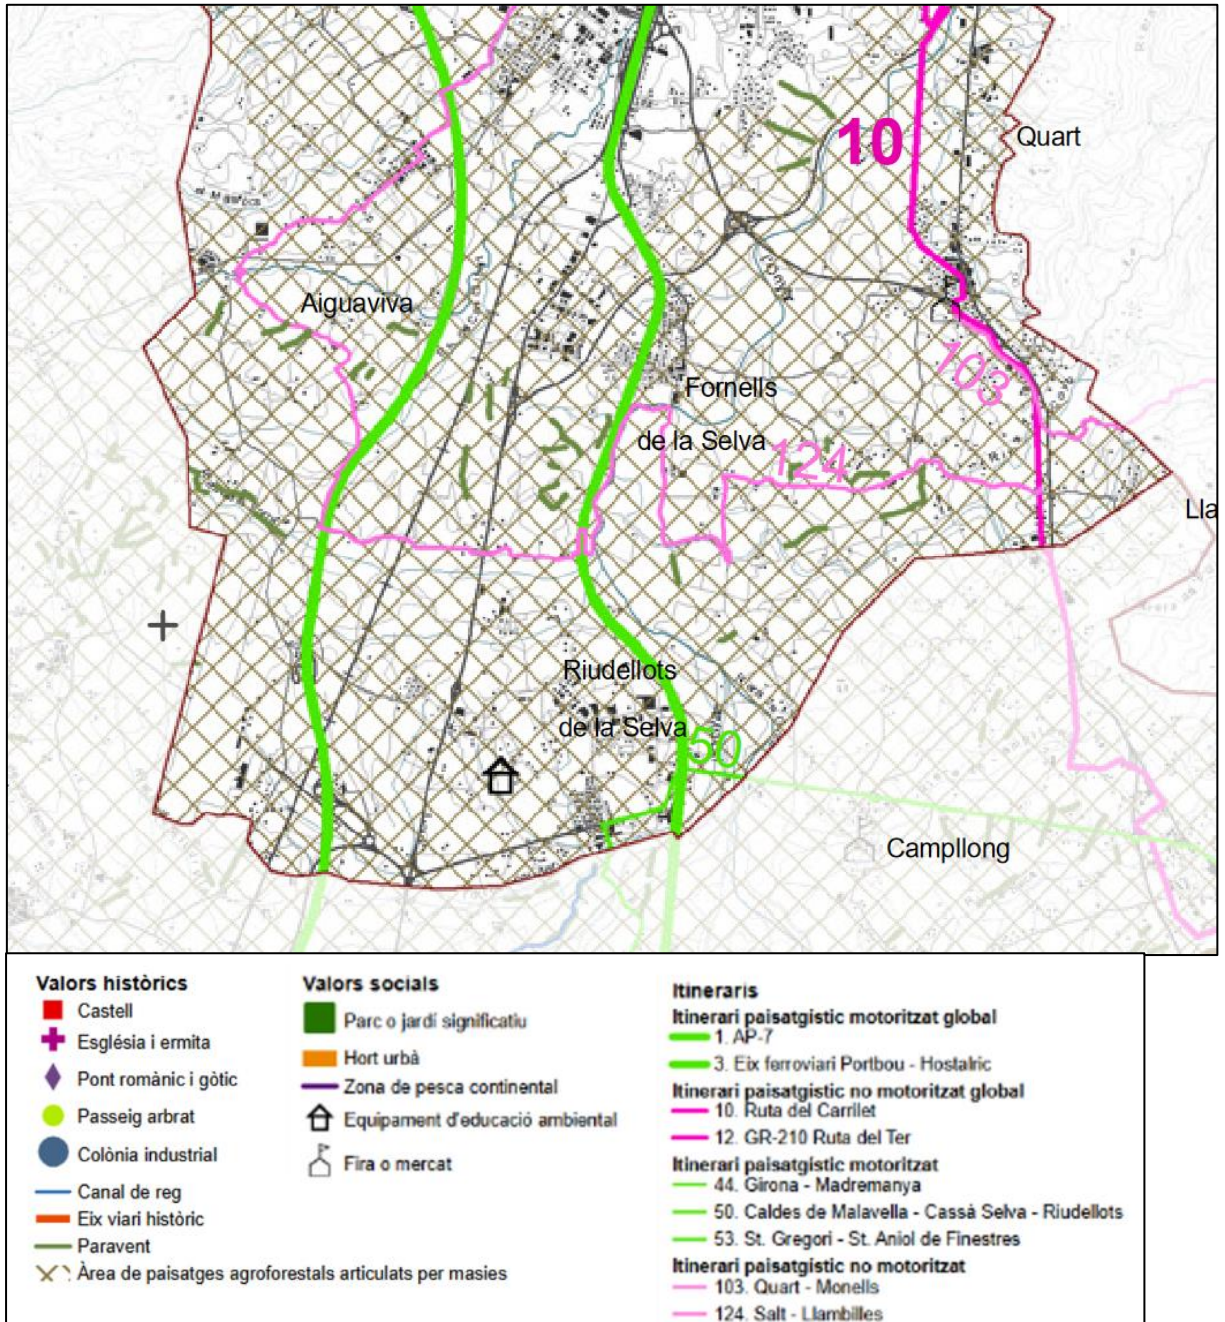 Quart
10
Aiguaviva
103
Fornells
de la Selva
124
Lla
Riudellots
de la Selva
50
Campllong
Valors històrics
Castell
Església i ermita
Pont romànic i gòtic
Passeig arbrat
Colònia industrial
Canal de reg
Eix viari històric
Paravent
Àrea de paisatges agroforestals articulats per masies
Valors socials
Parc o jardí significatiu
Hort urbà
Zona de pesca continental
Equipament d'educació ambiental
Fira o mercat
Itineraris
Itinerari paisatgístic motoritzat global
1. AP-7
3. Eix ferroviari Portbou - Hostalric
Itinerari paisatgístic no motoritzat global
10. Ruta del Carrilet
12. GR-210 Ruta del Ter
Itinerari paisatgístic motoritzat
44. Girona - Madremanya
50. Caldes de Malavella - Cassà Selva - Riudellots
53. St. Gregori - St. Aniol de Finestres
Itinerari paisatgístic no motoritzat
103. Quart - Monells
124. Salt - Llambilles